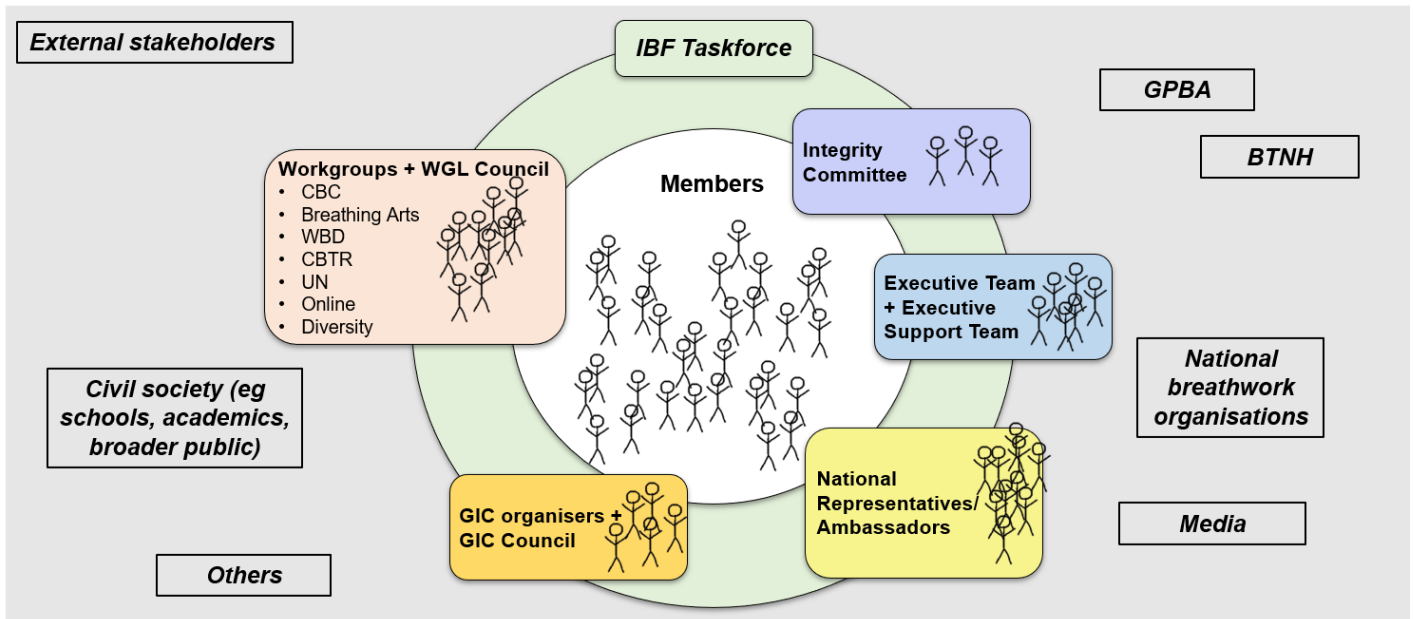 External stakeholders
IBF Taskforce
GPBA
BTNH
Integrity
Committee
Workgroups + WGL Council
• CBC
• Breathing Arts
• WBD
• CBTR
• UN
• Online
• Diversity
Members
Executive Team
+ Executive
Support Team
National
breathwork
organisations
Civil society (eg
schools, academics,
broader public)
National
Representatives/
Ambassadors
GIC organisers +
GIC Council
Media
Others